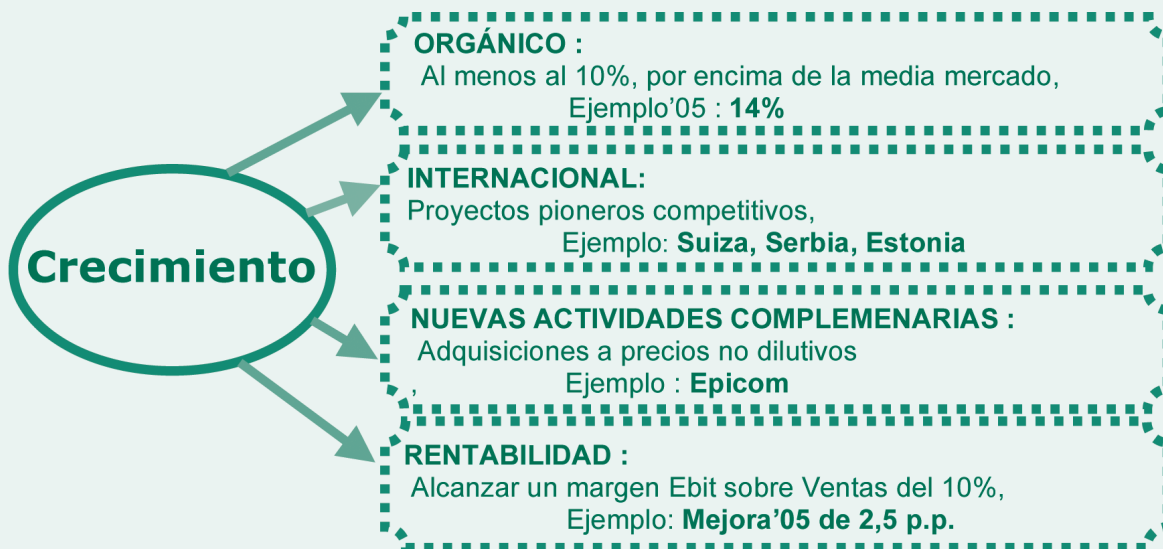 ORGÁNICO :
Al menos al 10%, por encima de la media mercado,
Ejemplo'05 : 14%
INTERNACIONAL:
Proyectos pioneros competitivos,
Ejemplo: Suiza, Serbia, Estonia
Crecimiento
NUEVAS ACTIVIDADES COMPLEMENARIAS :
Adquisiciones a precios no dilutivos
, Ejemplo : Epicom
RENTABILIDAD :
Alcanzar un margen Ebit sobre Ventas del 10%,
Ejemplo: Mejora'05 de 2,5 p.p.